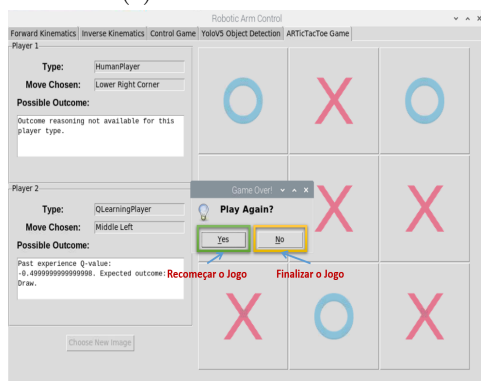 Robotic Arm Control
Forward Kinematics Inverse Kinematics Control Game YoloV5 Object Detection ARTicTacToe Game
Player 1
Type: HumanPlayer
Move Chosen: Lower Right Corner
Possible Outcome:
Outcome reasoning not available for this
player type.
Player 2
Type: QLearningPlayer
Move Chosen: Middle Left
Possible Outcome:
Past experience Q-value:
-0.4999999999999998. Expected outcome:
Draw.
Choose New Image
O X O
Game Over!
Play Again?
Yes No
Recomeçar o Jogo Finalizar o Jogo
X X
X O X